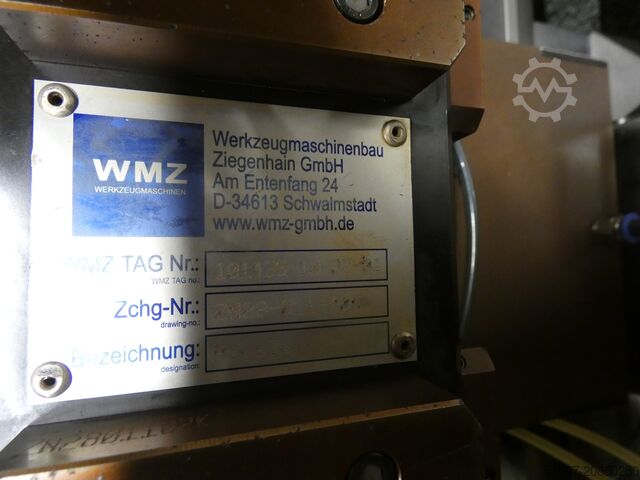 WMZ
WERKZEUGMASCHINEN
Werkzeugmaschinenbau
Ziegenhain GmbH
Am Entenfang 24
D-34613 Schwalmstadt
www.wmz-gmbh.de
WMZ TAG Nr.:
WMZ TAG no.:
Zchg-Nr.:
drawing-no.:
Bezeichnung:
designation: